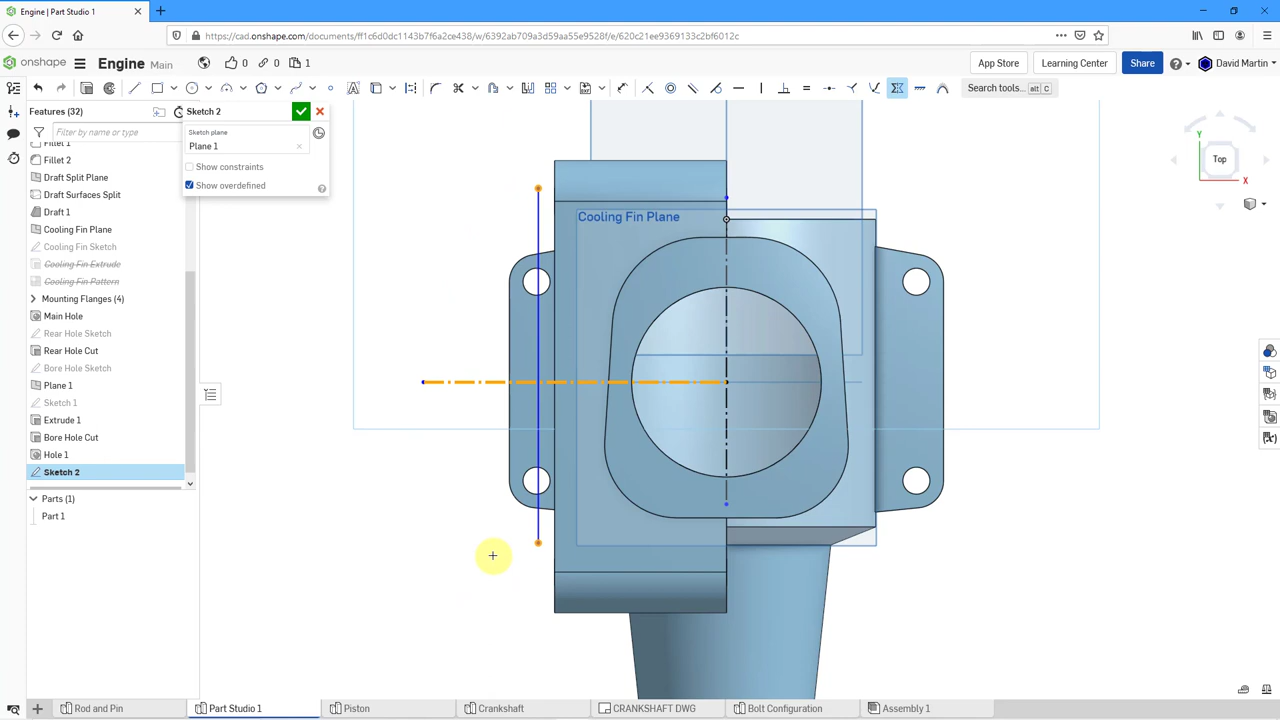 Engine | Part Studio 1
https://cad.onshape.com/documents/ff1c6d0dc1143b7f6a2ce438/w/6392ab709a3d59aa55e9528f/e/620c21ee9369133c2bf6012c
onshape
Engine Main 0 0 1
App Store
Learning Center
Share
David Martin
Search tools... alt C
Features (32)
Filter by name or type
Fillet 1
Fillet 2
Draft Split Plane
Draft Surfaces Split
Draft 1
Cooling Fin Plane
Cooling Fin Sketch
Cooling Fin Extrude
Cooling Fin Pattern
Mounting Flanges (4)
Main Hole
Rear Hole Sketch
Rear Hole Cut
Bore Hole Sketch
Plane 1
Sketch 1
Extrude 1
Bore Hole Cut
Hole 1
Sketch 2
Parts (1)
Part 1
Sketch 2
Sketch plane
Plane 1
Show constraints
Show overdefined
Cooling Fin Plane
Y
Top
X
Rod and Pin
Part Studio 1
Piston
Crankshaft
CRANKSHAFT DWG
Bolt Configuration
Assembly 1